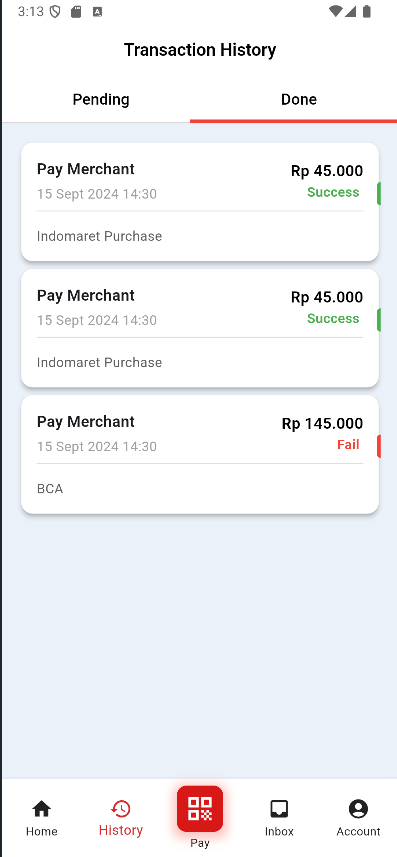 3:13
Transaction History
Pending
Done
Pay Merchant
Rp 45.000
15 Sept 2024 14:30
Success
Indomaret Purchase
Pay Merchant
Rp 45.000
15 Sept 2024 14:30
Success
Indomaret Purchase
Pay Merchant
Rp 145.000
15 Sept 2024 14:30
Fail
BCA
Home
History
Pay
Inbox
Account